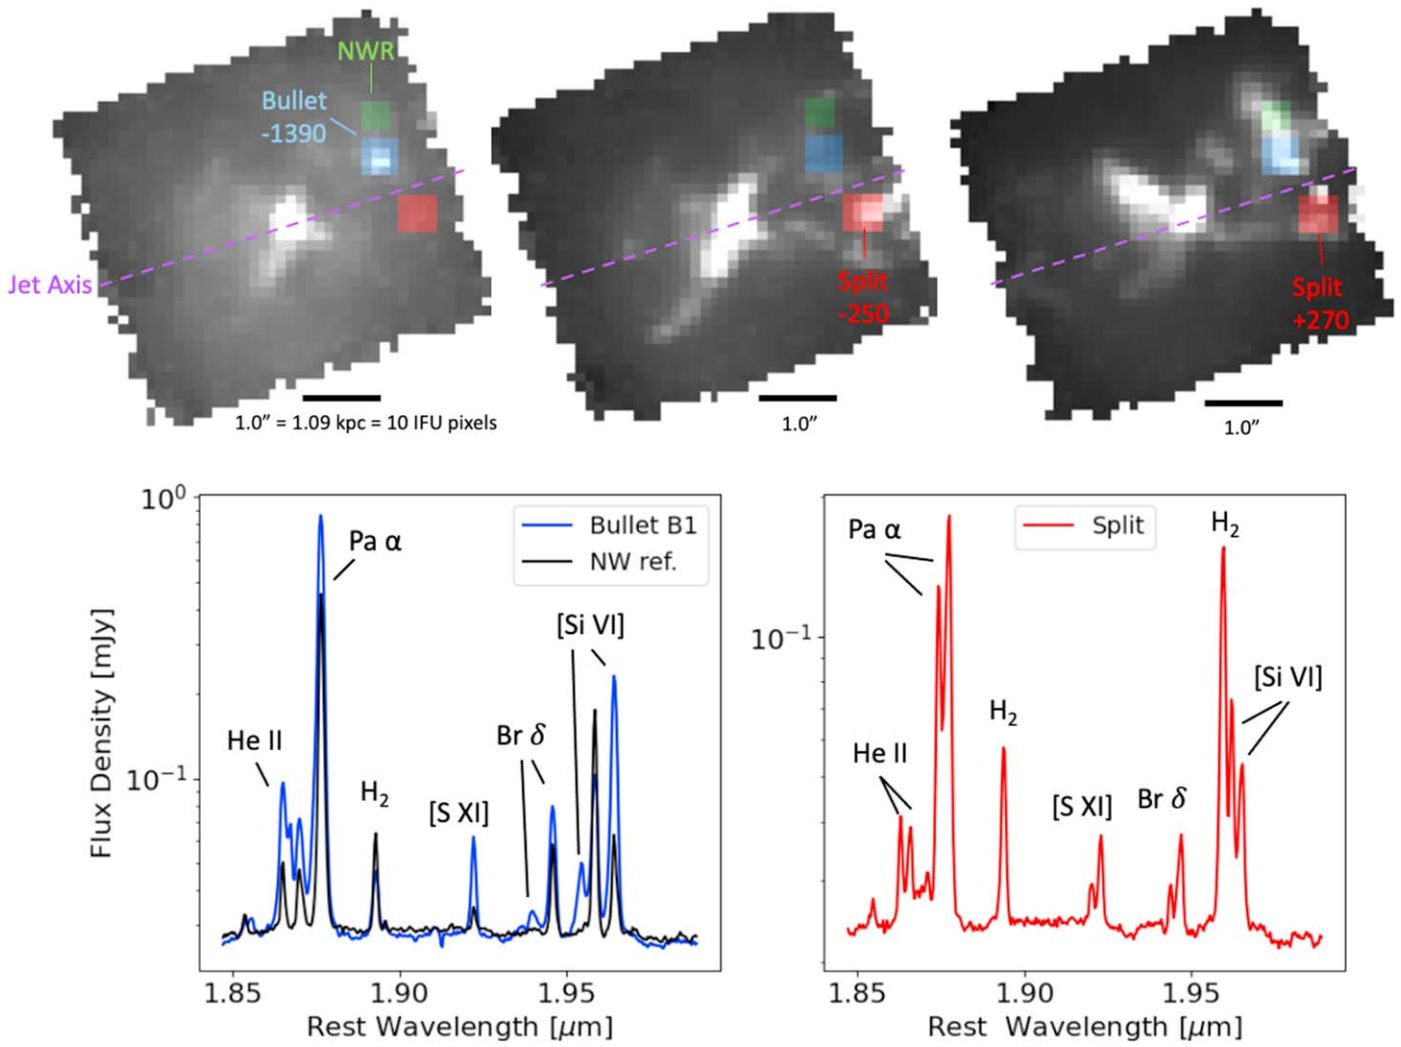 NWR
Bullet
-1390
Jet Axis
1.0” = 1.09 kpc = 10 IFU pixels
Split
-250
1.0”
Split
+270
1.0”
10⁰
10⁻¹
Flux Density [mJy]
Bullet B1
NW ref.
Pa α
He II
H₂
[S XI]
Br δ
[Si VI]
1.85
1.90
1.95
Rest Wavelength [μm]
10⁻¹
Split
Pa α
He II
H₂
[S XI]
Br δ
H₂
[Si VI]
1.85
1.90
1.95
Rest Wavelength [μm]